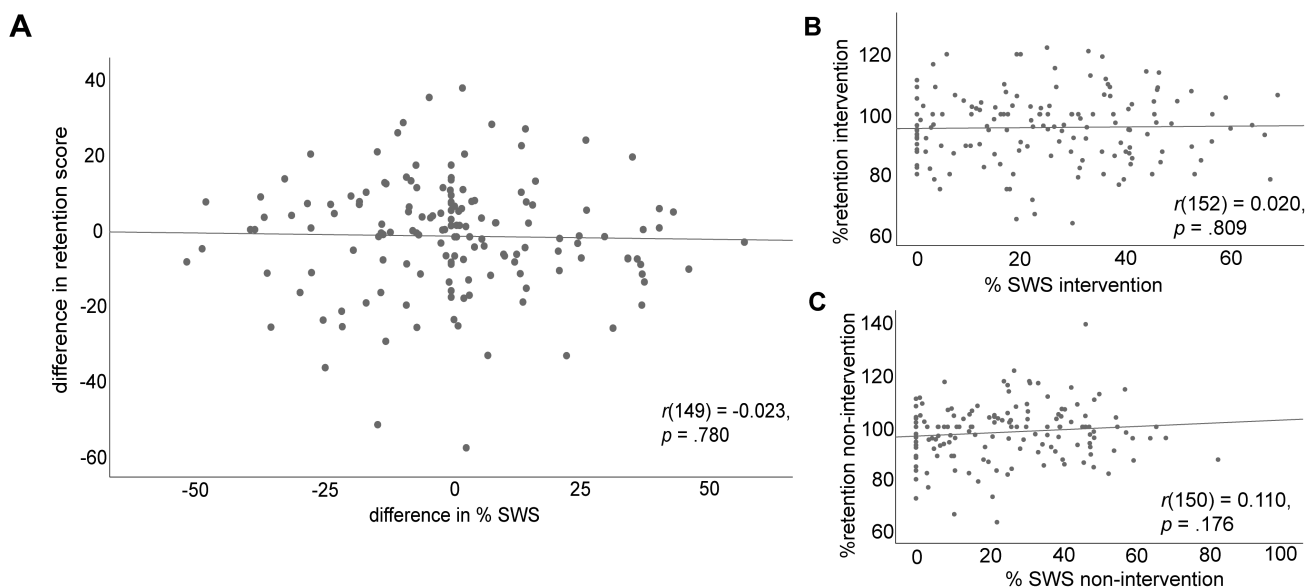 A
difference in retention score
40
20
0
-20
-40
-60
-50
-25
0
25
50
difference in % SWS
r(149) = -0.023,
p = .780
B
%retention intervention
120
100
80
60
0
20
40
60
% SWS intervention
r(152) = 0.020,
p = .809
C
%retention non-intervention
140
120
100
80
60
0
20
40
60
80
100
% SWS non-intervention
r(150) = 0.110,
p = .176